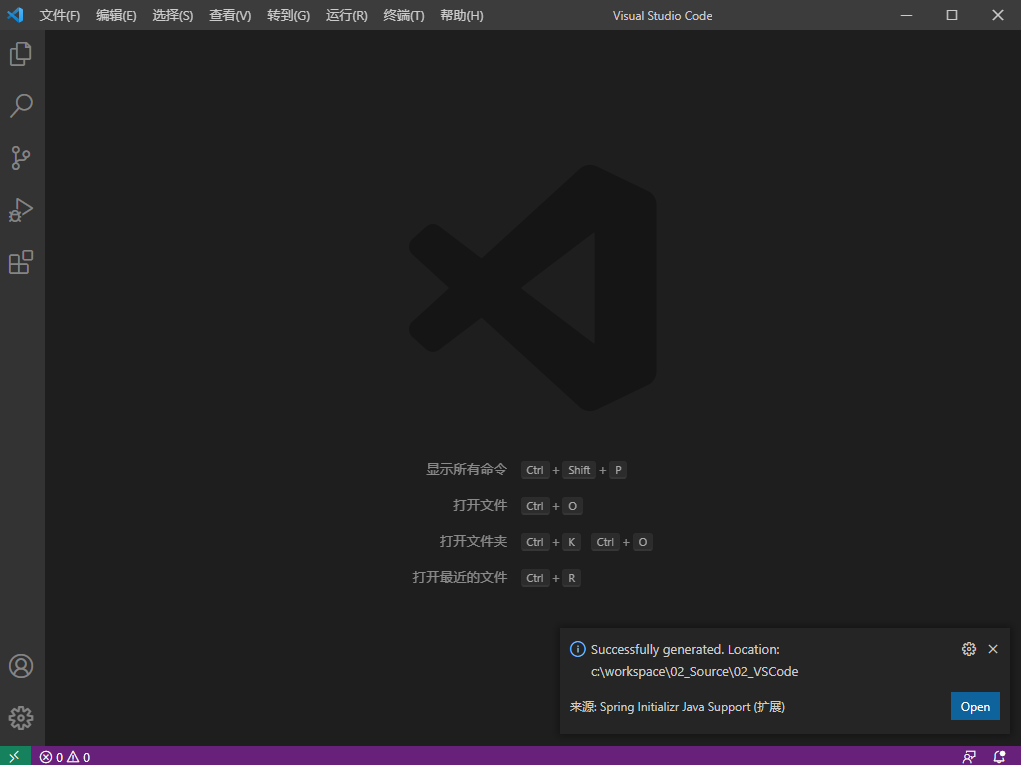 文件(F) 编辑(E) 选择(S) 查看(V) 转到(G) 运行(R) 终端(T) 帮助(H) Visual Studio Code
显示所有命令 Ctrl + Shift + P
打开文件 Ctrl + O
打开文件夹 Ctrl + K Ctrl + O
打开最近的文件 Ctrl + R
Successfully generated. Location:
c:\workspace\02_Source\02_VSCode
来源: Spring Initializr Java Support (扩展) Open
0 0